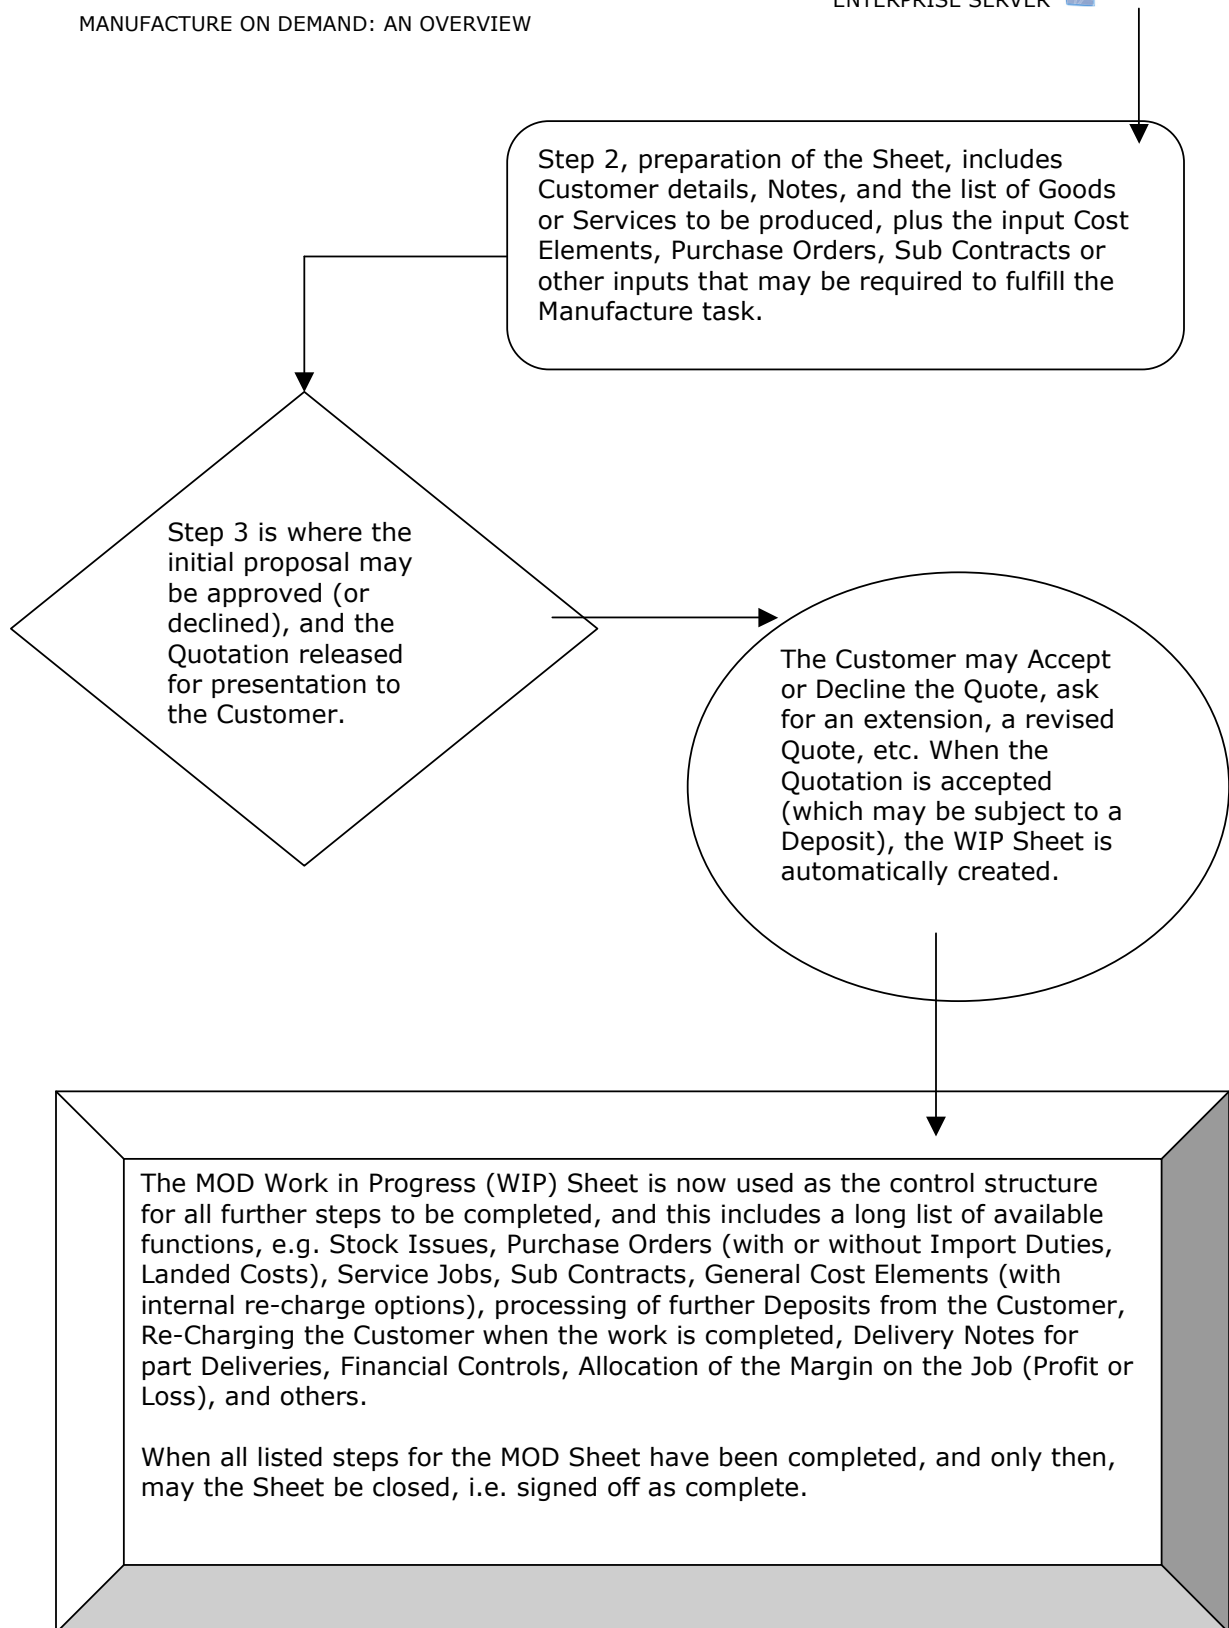 ENTERPRISE SERVER
MANUFACTURE ON DEMAND: AN OVERVIEW
Step 2, preparation of the Sheet, includes
Customer details, Notes, and the list of Goods
or Services to be produced, plus the input Cost
Elements, Purchase Orders, Sub Contracts or
other inputs that may be required to fulfill the
Manufacture task.
Step 3 is where the
initial proposal may
be approved (or
declined), and the
Quotation released
for presentation to
the Customer.
The Customer may Accept
or Decline the Quote, ask
for an extension, a revised
Quote, etc. When the
Quotation is accepted
(which may be subject to a
Deposit), the WIP Sheet is
automatically created.
The MOD Work in Progress (WIP) Sheet is now used as the control structure
for all further steps to be completed, and this includes a long list of available
functions, e.g. Stock Issues, Purchase Orders (with or without Import Duties,
Landed Costs), Service Jobs, Sub Contracts, General Cost Elements (with
internal re-charge options), processing of further Deposits from the Customer,
Re-Charging the Customer when the work is completed, Delivery Notes for
part Deliveries, Financial Controls, Allocation of the Margin on the Job (Profit or
Loss), and others.
When all listed steps for the MOD Sheet have been completed, and only then,
may the Sheet be closed, i.e. signed off as complete.